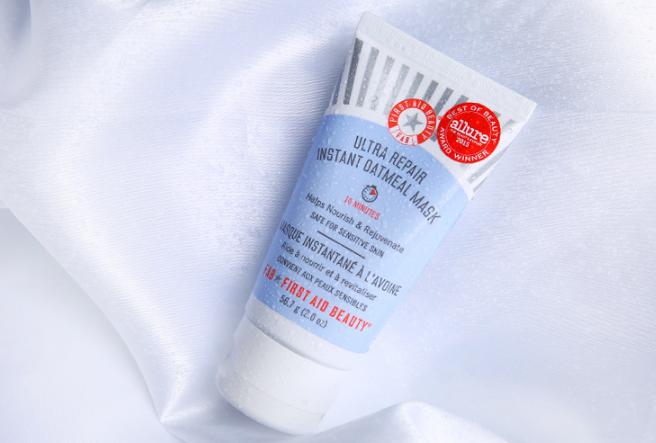 FIRST AID BEAUTY
FAB
BEST OF BEAUTY
allure
2015
AWARD WINNER
ULTRA REPAIR
INSTANT OATMEAL MASK
10 MINUTES
Helps Nourish & Rejuvenate
SAFE FOR SENSITIVE SKIN
MASQUE INSTANTANÉ À L'AVOINE
Aide à nourrir et à revitaliser
CONVIENT AUX PEAUX SENSIBLES
FAB FIRST AID BEAUTY®
56.7 g (2.0 oz)